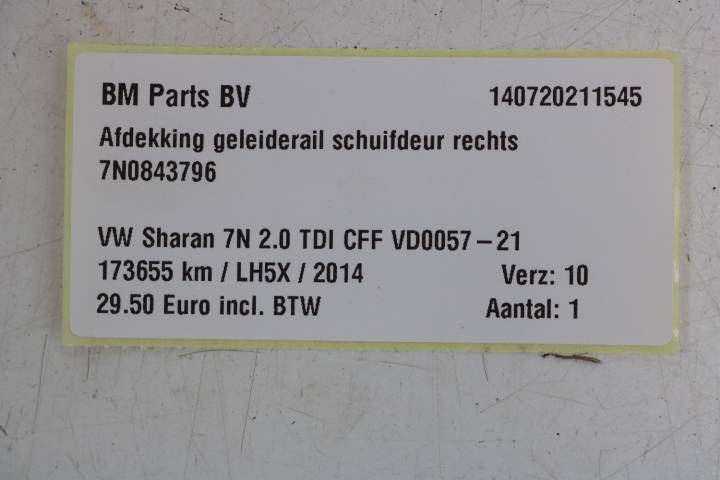 BM Parts BV 140720211545
Afdekking geleiderail schuifdeur rechts
7N0843796
VW Sharan 7N 2.0 TDI CFF VD0057-21
173655 km / LH5X / 2014 Verz: 10
29.50 Euro incl. BTW Aantal: 1